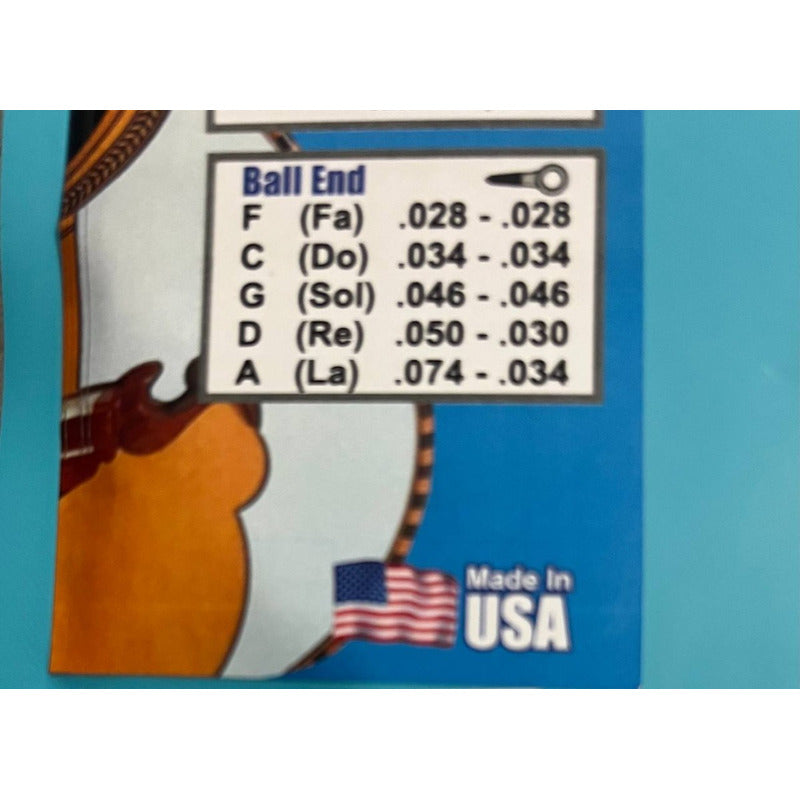 Ball End
F (Fa) .028 - .028
C (Do) .034 - .034
G (Sol) .046 - .046
D (Re) .050 - .030
A (La) .074 - .034
Made In
USA